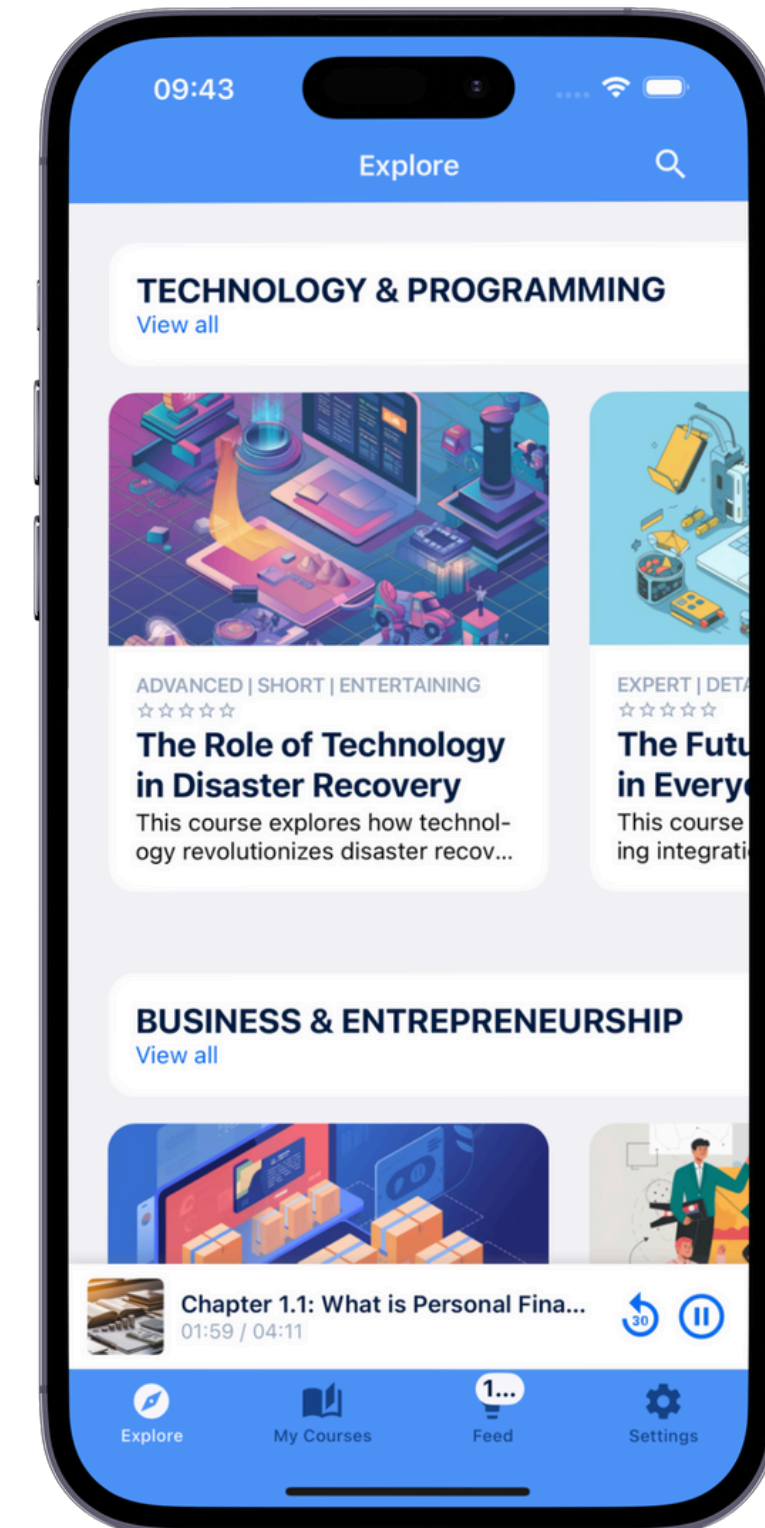 09:43
Explore
TECHNOLOGY & PROGRAMMING
View all
ADVANCED | SHORT | ENTERTAINING
The Role of Technology
in Disaster Recovery
This course explores how technol-
ogy revolutionizes disaster recov...
EXPERT | DETA
The Futu
in Every
This course
ing integrati
BUSINESS & ENTREPRENEURSHIP
View all
Chapter 1.1: What is Personal Fina...
01:59 / 04:11
30
Explore
My Courses
1...
Feed
Settings